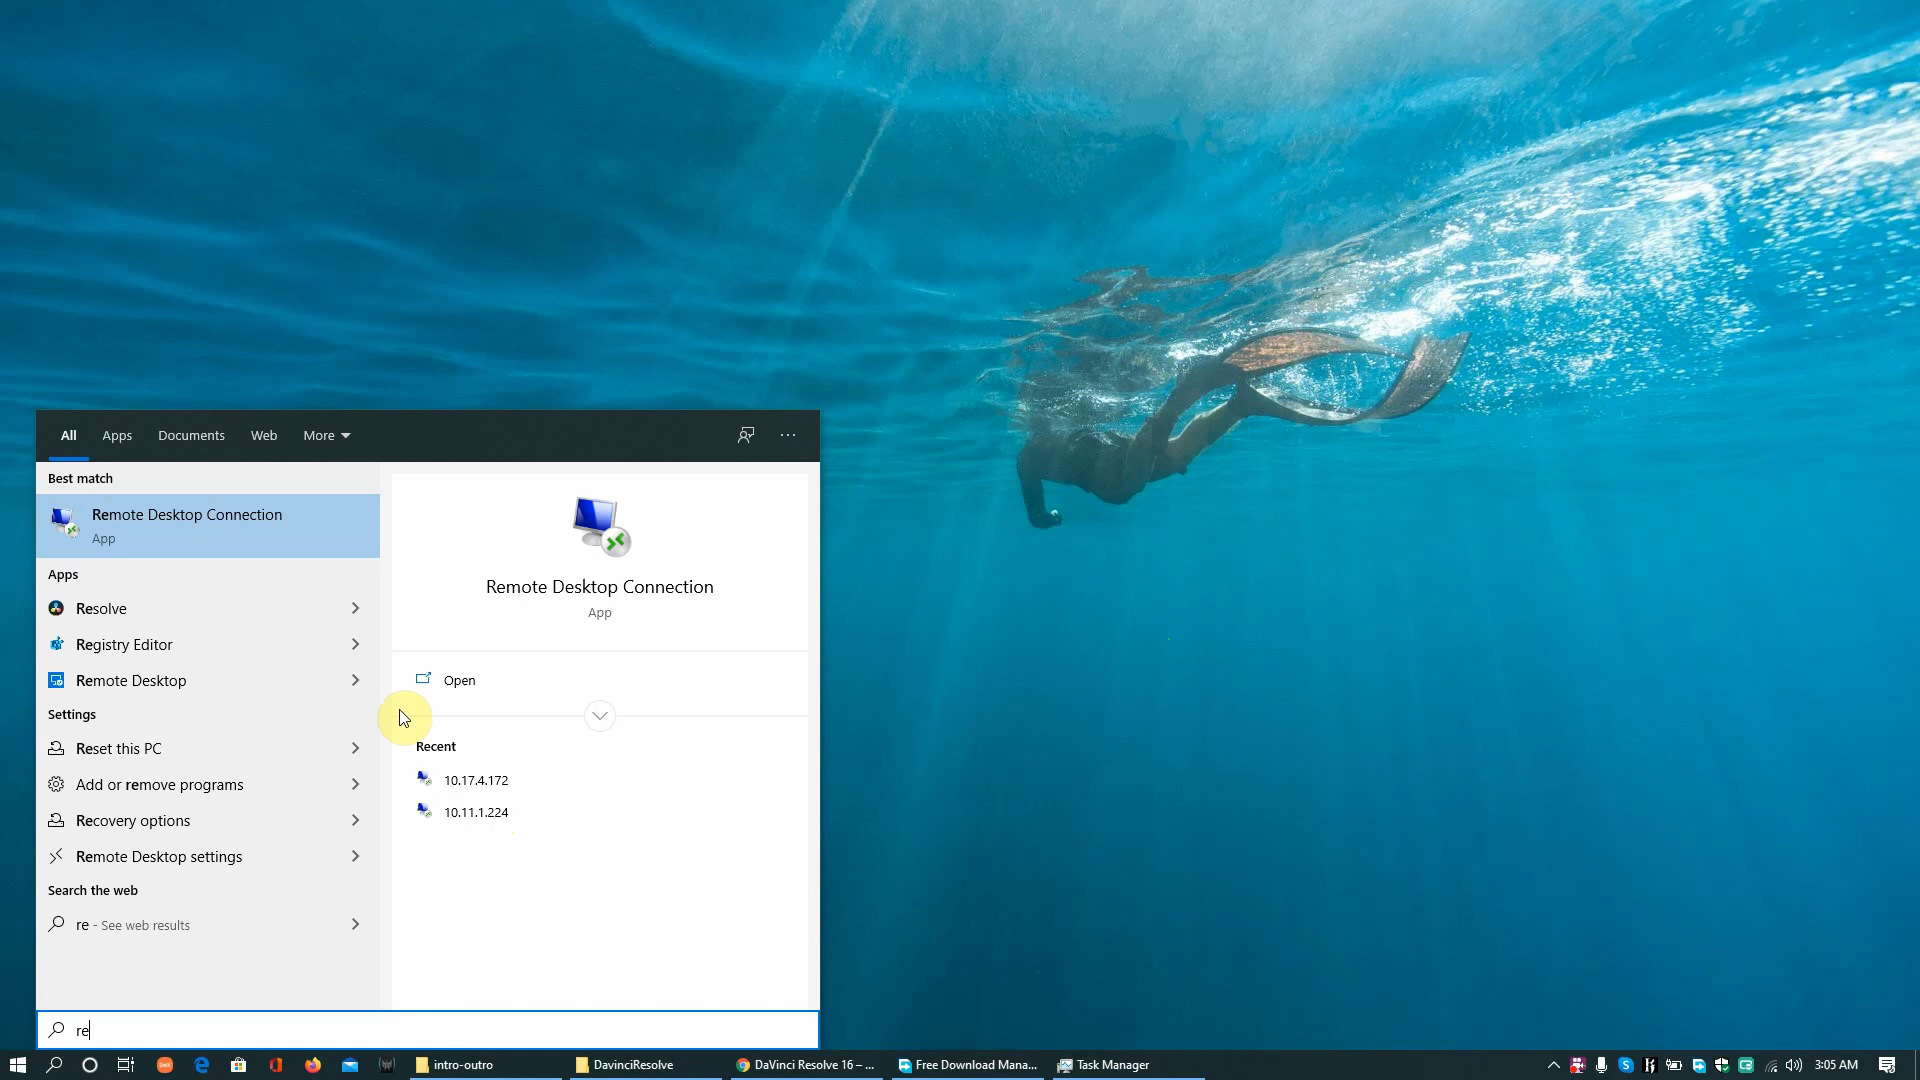 All Apps Documents Web More
Best match
Remote Desktop Connection
App
Apps
Resolve
Registry Editor
Remote Desktop
Settings
Reset this PC
Add or remove programs
Recovery options
Remote Desktop settings
Search the web
re - See web results
Remote Desktop Connection
App
Open
Recent
10.17.4.172
10.11.1.224
re
intro-outro DavinciResolve DaVinci Resolve 16 – ... Free Download Mana... Task Manager 3:05 AM